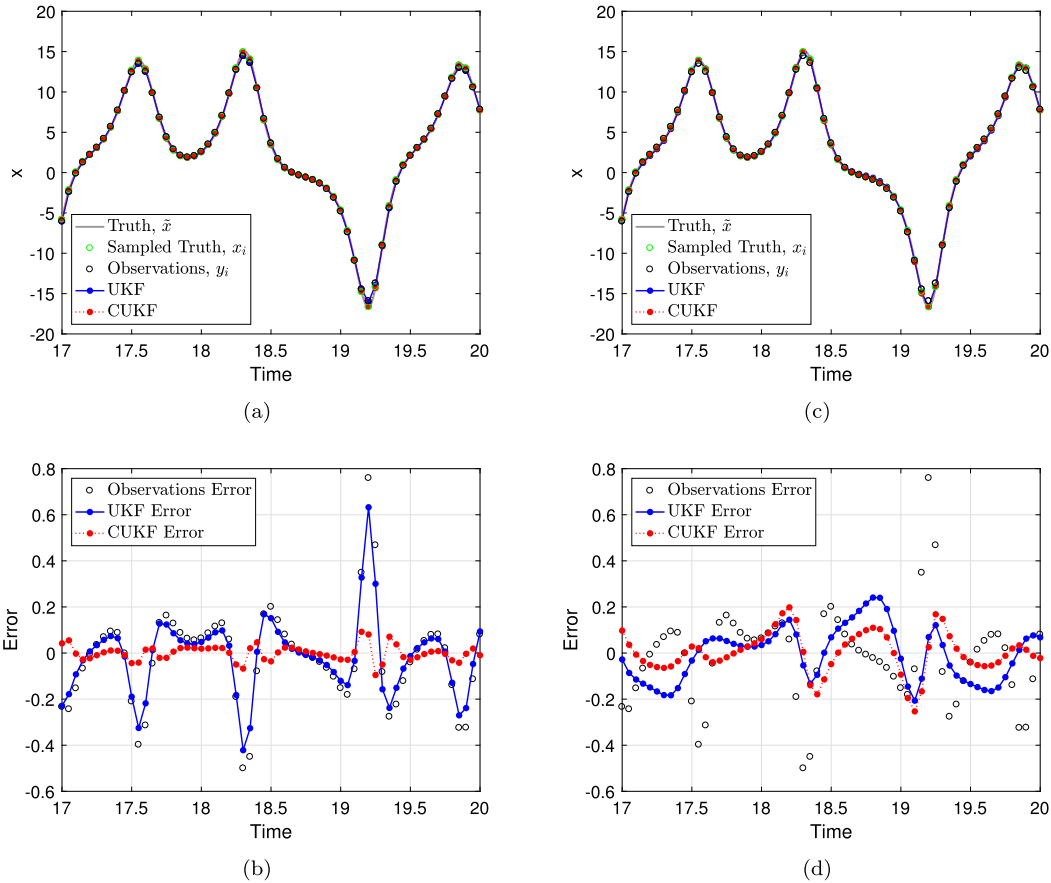 20
15
10
5
0
-5
-10
-15
-20
x
Truth, x̃
Sampled Truth, xᵢ
Observations, yᵢ
UKF
CUKF
17 17.5 18 18.5 19 19.5 20
Time
(a)
20
15
10
5
0
-5
-10
-15
-20
x
Truth, x̃
Sampled Truth, xᵢ
Observations, yᵢ
UKF
CUKF
17 17.5 18 18.5 19 19.5 20
Time
(c)
0.8
0.6
0.4
0.2
0
-0.2
-0.4
-0.6
Error
Observations Error
UKF Error
CUKF Error
17 17.5 18 18.5 19 19.5 20
Time
(b)
0.8
0.6
0.4
0.2
0
-0.2
-0.4
-0.6
Error
Observations Error
UKF Error
CUKF Error
17 17.5 18 18.5 19 19.5 20
Time
(d)